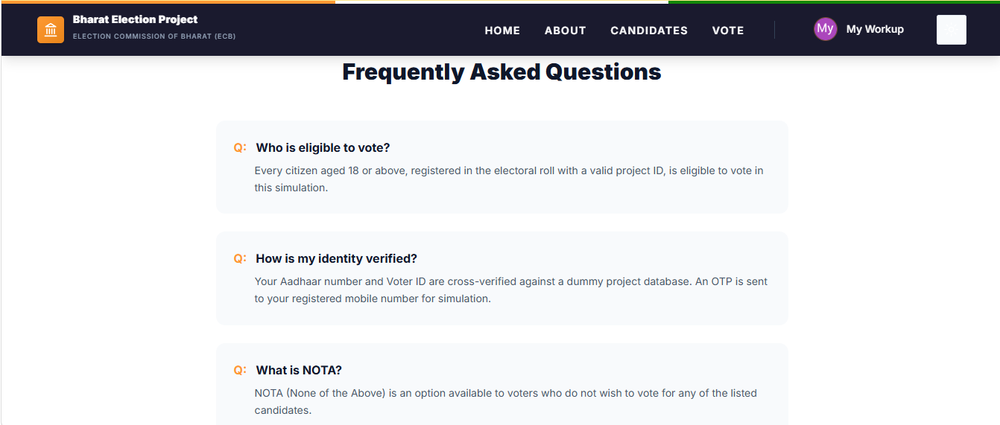 Bharat Election Project
ELECTION COMMISSION OF BHARAT (ECB)
HOME ABOUT CANDIDATES VOTE
My My Workup
Frequently Asked Questions
Q: Who is eligible to vote?
Every citizen aged 18 or above, registered in the electoral roll with a valid project ID, is eligible to vote in
this simulation.
Q: How is my identity verified?
Your Aadhaar number and Voter ID are cross-verified against a dummy project database. An OTP is sent
to your registered mobile number for simulation.
Q: What is NOTA?
NOTA (None of the Above) is an option available to voters who do not wish to vote for any of the listed
candidates.